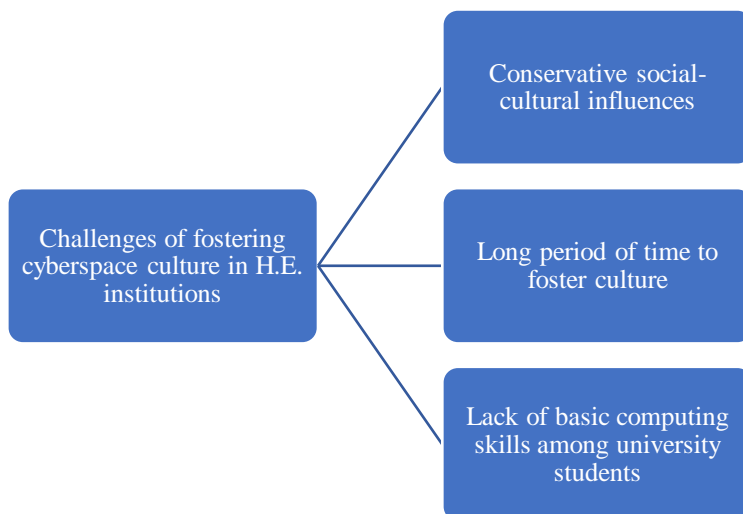 Challenges of fostering
cyberspace culture in H.E.
institutions
Conservative social-
cultural influences
Long period of time to
foster culture
Lack of basic computing
skills among university
students